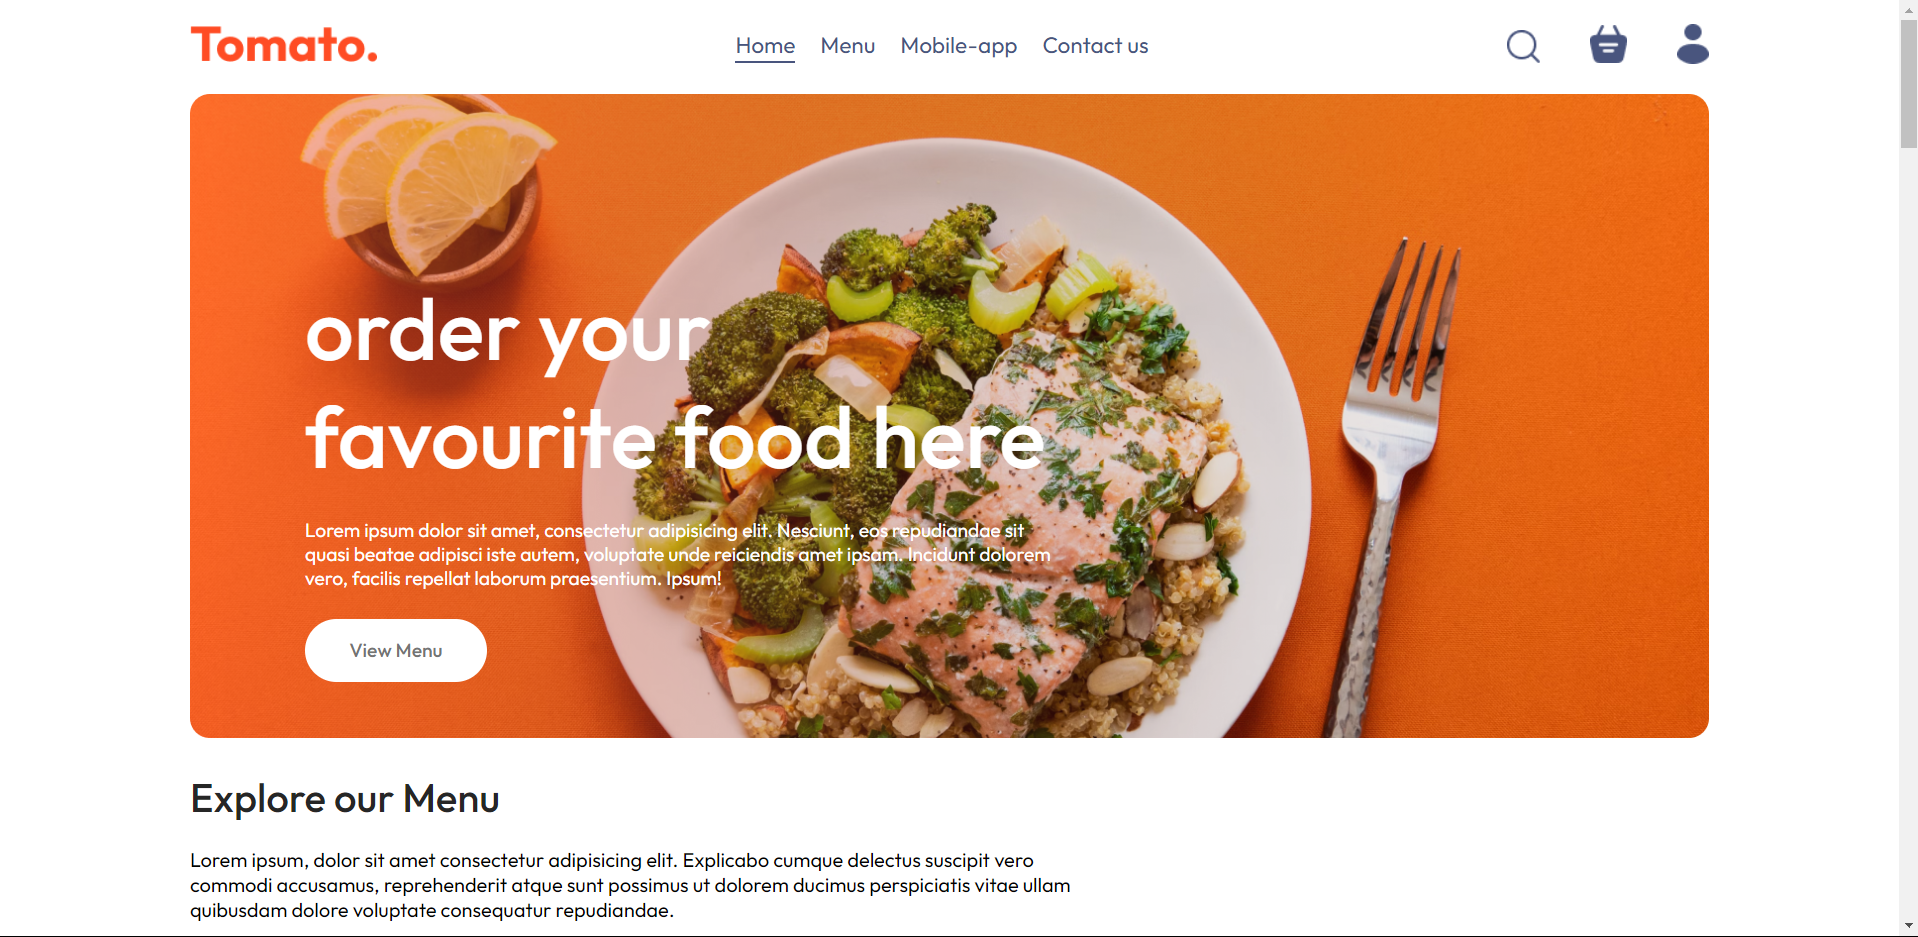 Tomato.
Home Menu Mobile-app Contact us
order your
favourite food here
Lorem ipsum dolor sit amet, consectetur adipisicing elit. Nesciunt, eos repudiandae sit
quasi beatae adipisci iste autem, voluptate unde reiciendis amet ipsam. Incidunt dolorem
vero, facilis repellat laborum praesentium. Ipsum!
View Menu
Explore our Menu
Lorem ipsum, dolor sit amet consectetur adipisicing elit. Explicabo cumque delectus suscipit vero
commodi accusamus, reprehenderit atque sunt possimus ut dolorem ducimus perspiciatis vitae ullam
quibusdam dolore voluptate consequatur repudiandae.